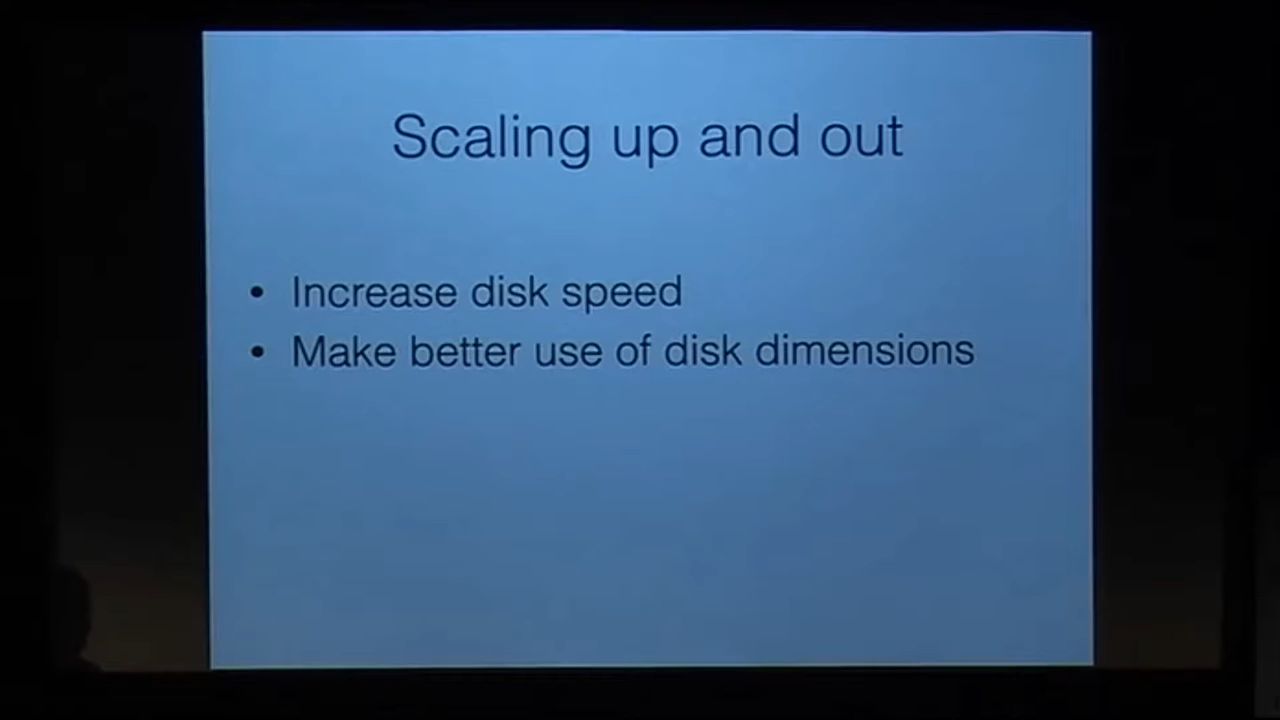 Scaling up and out
• Increase disk speed
• Make better use of disk dimensions